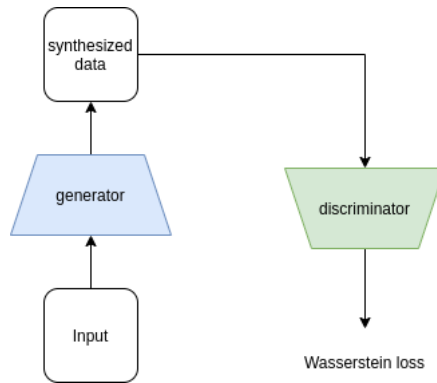 synthesized
data
generator
discriminator
Input
Wasserstein loss